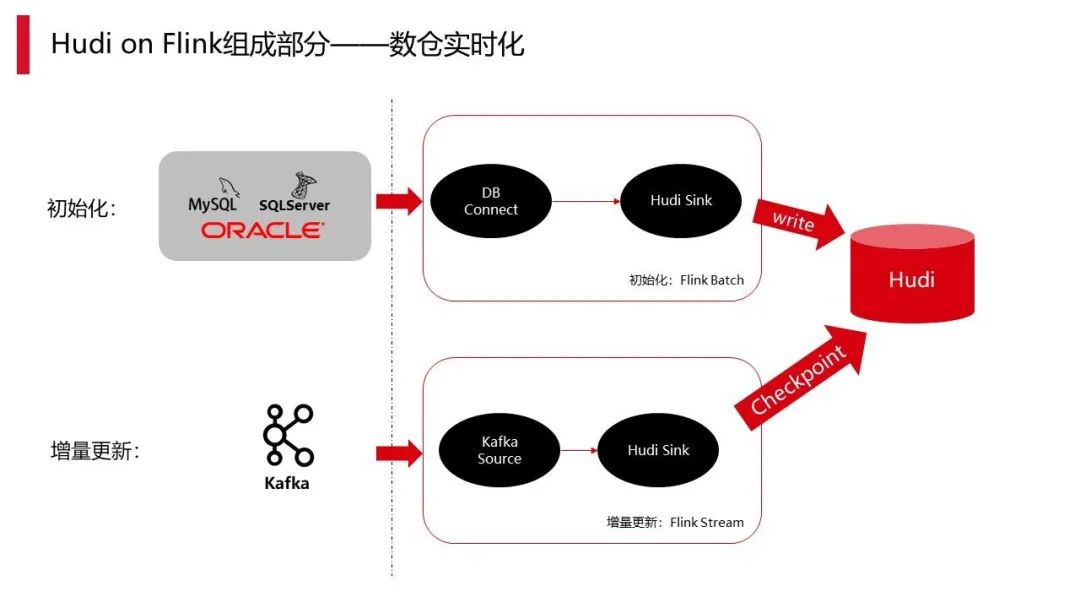 Hudi on Flink组成部分——数仓实时化
初始化：
MySQL
SQLServer
ORACLE
DB
Connect
Hudi Sink
初始化：Flink Batch
write
Hudi
增量更新：
Kafka
Kafka
Source
Hudi Sink
增量更新：Flink Stream
Checkpoint